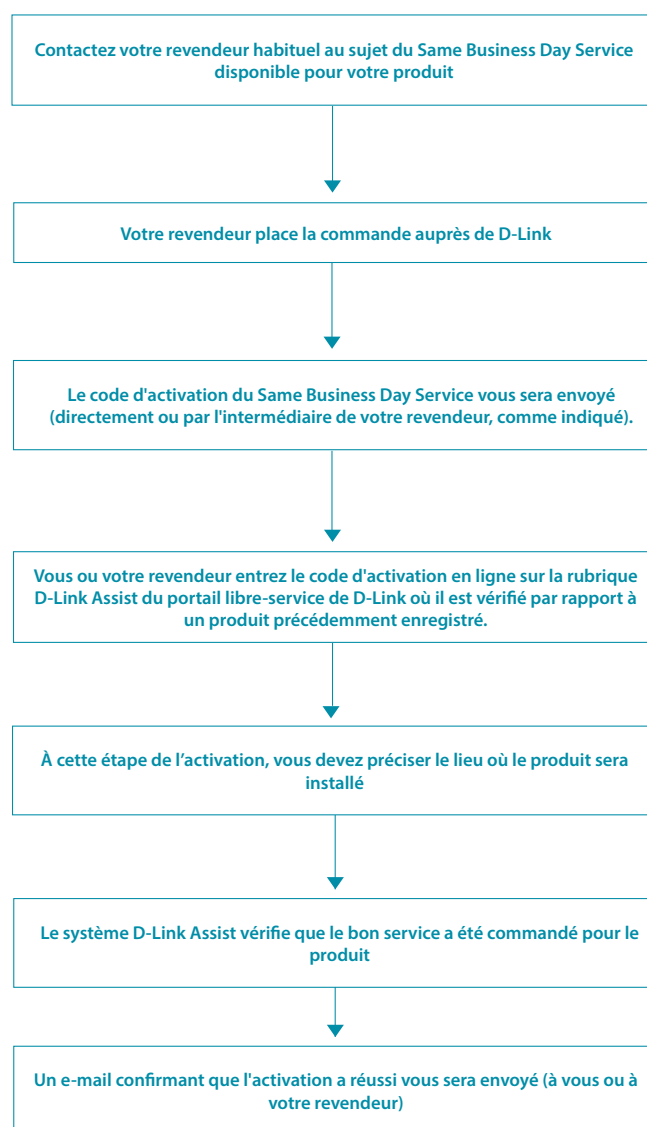 Contactez votre revendeur habituel au sujet du Same Business Day Service
disponible pour votre produit
Votre revendeur place la commande auprès de D-Link
Le code d'activation du Same Business Day Service vous sera envoyé
(directement ou par l'intermédiaire de votre revendeur, comme indiqué).
Vous ou votre revendeur entrez le code d'activation en ligne sur la rubrique
D-Link Assist du portail libre-service de D-Link où il est vérifié par rapport à
un produit précédemment enregistré.
À cette étape de l’activation, vous devez préciser le lieu où le produit sera
installé
Le système D-Link Assist vérifie que le bon service a été commandé pour le
produit
Un e-mail confirmant que l'activation a réussi vous sera envoyé (à vous ou à
votre revendeur)